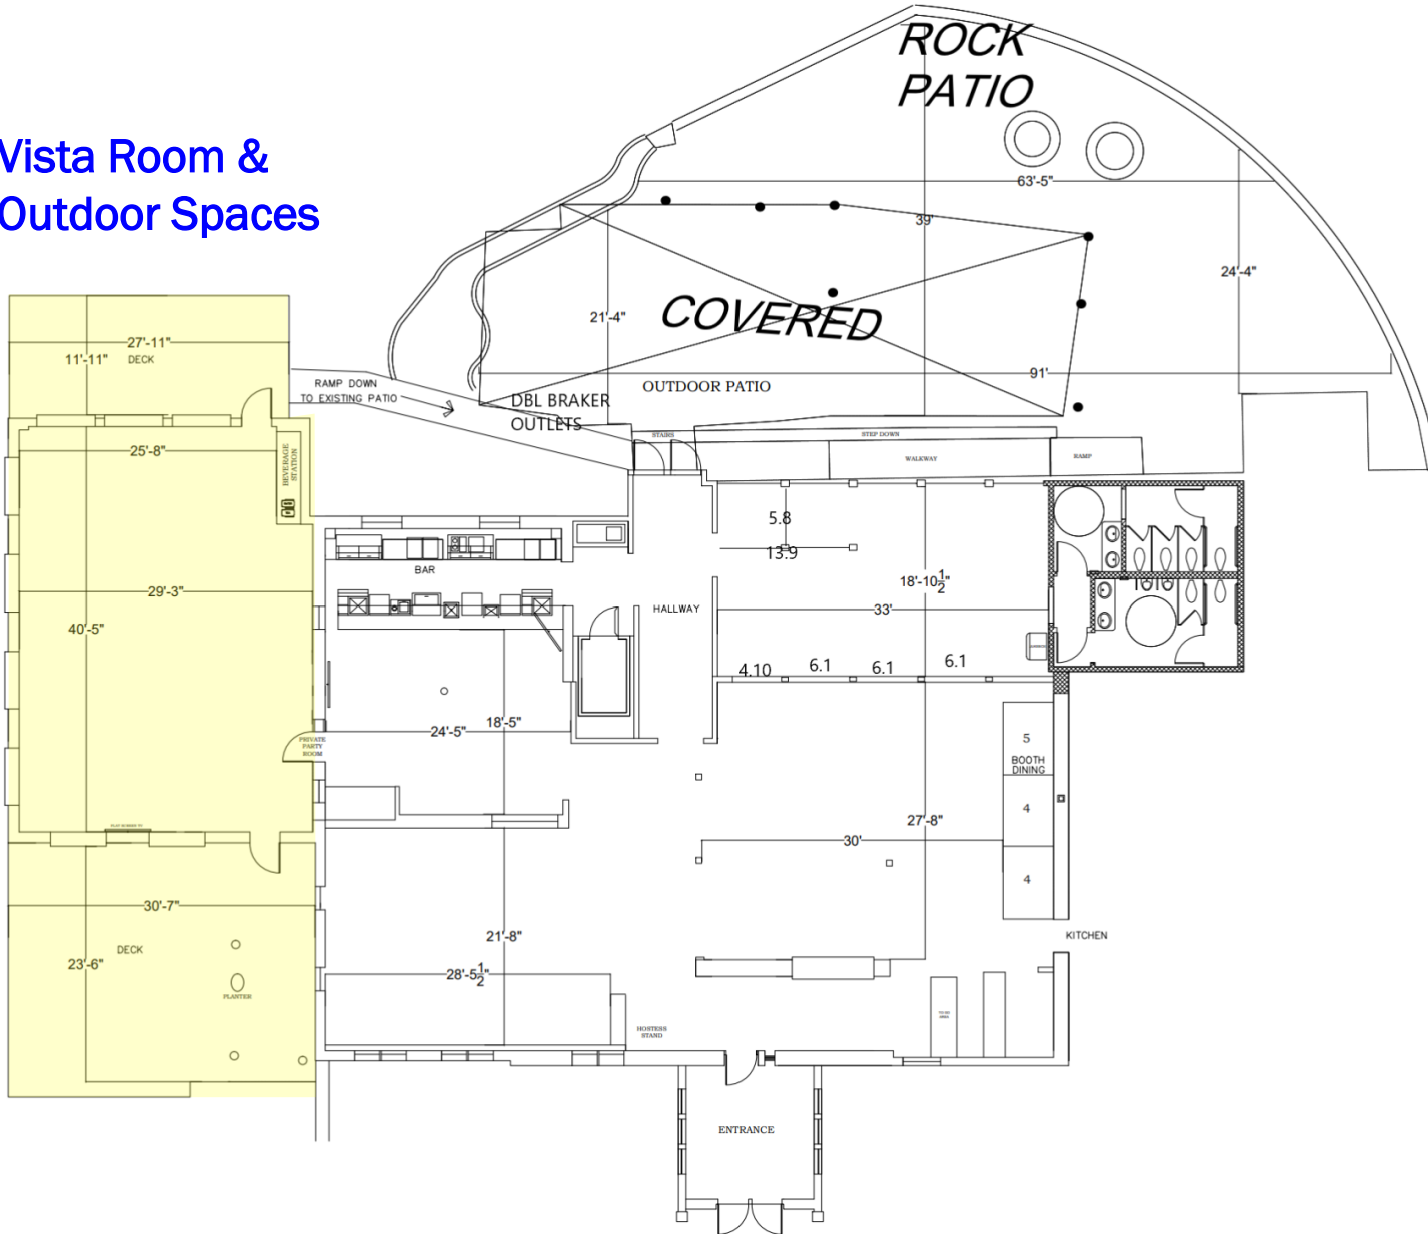 ROCK
PATIO
Vista Room &
Outdoor Spaces
63'-5"
39'
24'-4"
21'-4"
COVERED
27'-11"
11'-11"
DECK
RAMP DOWN
TO EXISTING PATIO
91'
OUTDOOR PATIO
DBL BRAKER
OUTLETS
STAIRS
STEP DOWN
WALKWAY
RAMP
25'-8"
BEVERAGE
STATION
5.8
13.9
BAR
18'-10 1/2"
29'-3"
HALLWAY
33'
40'-5"
4.10
6.1
6.1
6.1
24'-5"
18'-5"
PRIVATE
PARTY
ROOM
5
BOOTH
DINING
4
27'-8"
30'
4
30'-7"
21'-8"
KITCHEN
DECK
23'-6"
28'-5 1/2"
PLANTER
HOSTESS
STAND
ENTRANCE